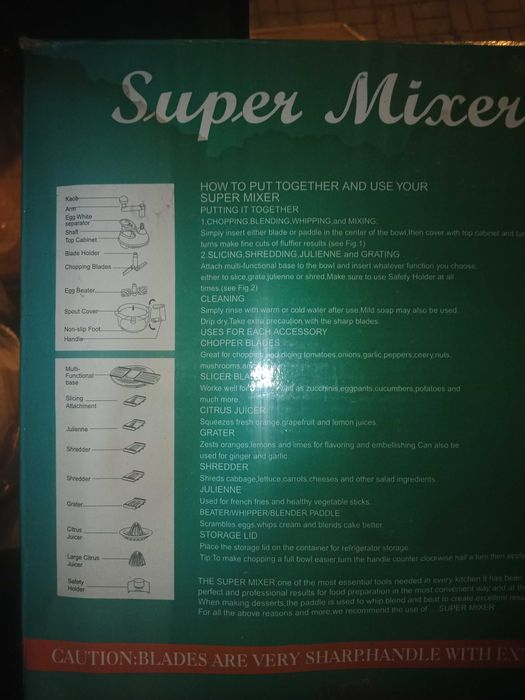 Super Mixer
HOW TO PUT TOGETHER AND USE YOUR
SUPER MIXER
PUTTING IT TOGETHER
1.CHOPPING,BLENDING,WHIPPING,and MIXING:
Simply insert either blade or paddle in the center of the bowl,then cover with top cabinet and
turns make fine cuts of fluffier results.(see Fig.1)
2.SLICING,SHREDDING,JULIENNE and GRATING
Attach multi-functional base to the bowl and insert whatever function you choose,
either to slice,grate,julienne or shred.Make sure to use Safety Holder at all
times.(see Fig.2)
CLEANING
Simply rinse with warm or cold water after use.Mild soap may also be used.
Drip dry.Take extra precaution with the sharp blades.
USES FOR EACH ACCESSORY
CHOPPER BLADES
Great for chopping and dicing tomatoes,onions,garlic,peppers,ceery,nuts,
mushrooms,
SLICER
Worke well for as zucchinis,eggpants,cucumbers,potatoes and
much more.
CITRUS JUICER
Squeezes fresh orange,grapefruit and lemon juices.
GRATER
Zests oranges,lemons and limes for flavoring and embellishing.Can also be
used for ginger and garlic.
SHREDDER
Shreds cabbage,lettuce,carrots,cheeses and other salad ingredients.
JULIENNE
Used for french fries and healthy vegetable sticks.
BEATER/WHIPPER/BLENDER PADDLE
Scrambles eggs,whips cream and blends cake better.
STORAGE LID
Place the storage lid on the container for refrigerator storage.
Tip:To make chopping a full bowl easier,turn the handle counter clockwise half a turn then
THE SUPER MIXER:one of the most essential tools needed in every kitchen.It has been
perfect and professional results for food preparation in the most convenient way and at
When making desserts,the paddle is used to whip,blend and beat to create excellent
For all the above reasons and more,we recommend the use of ...SUPER MIXER
Knob
Arm
Egg White
separator
Shaft
Top Cabinet
Blade Holder
Chopping Blades
Egg Beater
Spout Cover
Non-slip Foot
Handle
Multi-
Functional
base
Slicing
Attachment
Julienne
Shredder
Shredder
Grater
Citrus
Juicer
Large Citrus
Juicer
Safety
Holder
CAUTION:BLADES ARE VERY SHARP.HANDLE WITH